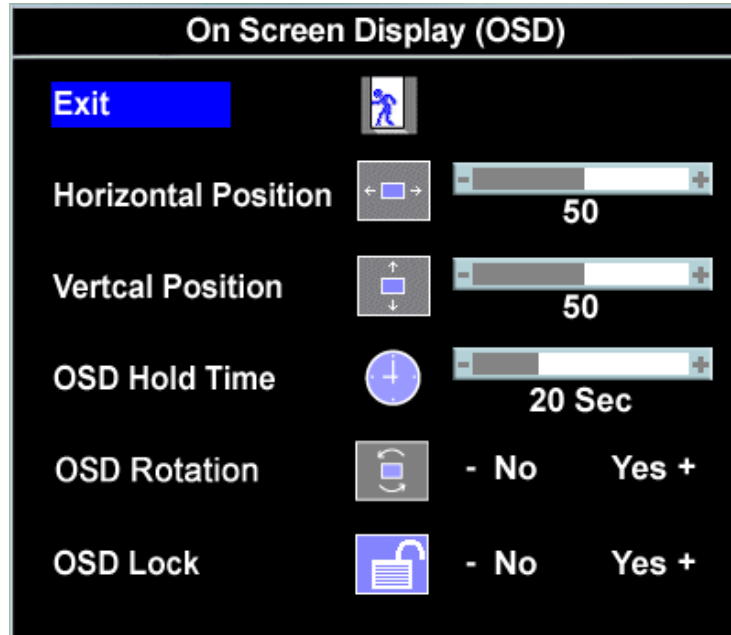 On Screen Display (OSD)
Exit
Horizontal Position - +
50
Vertcal Position - +
50
OSD Hold Time - +
20 Sec
OSD Rotation - No Yes +
OSD Lock - No Yes +